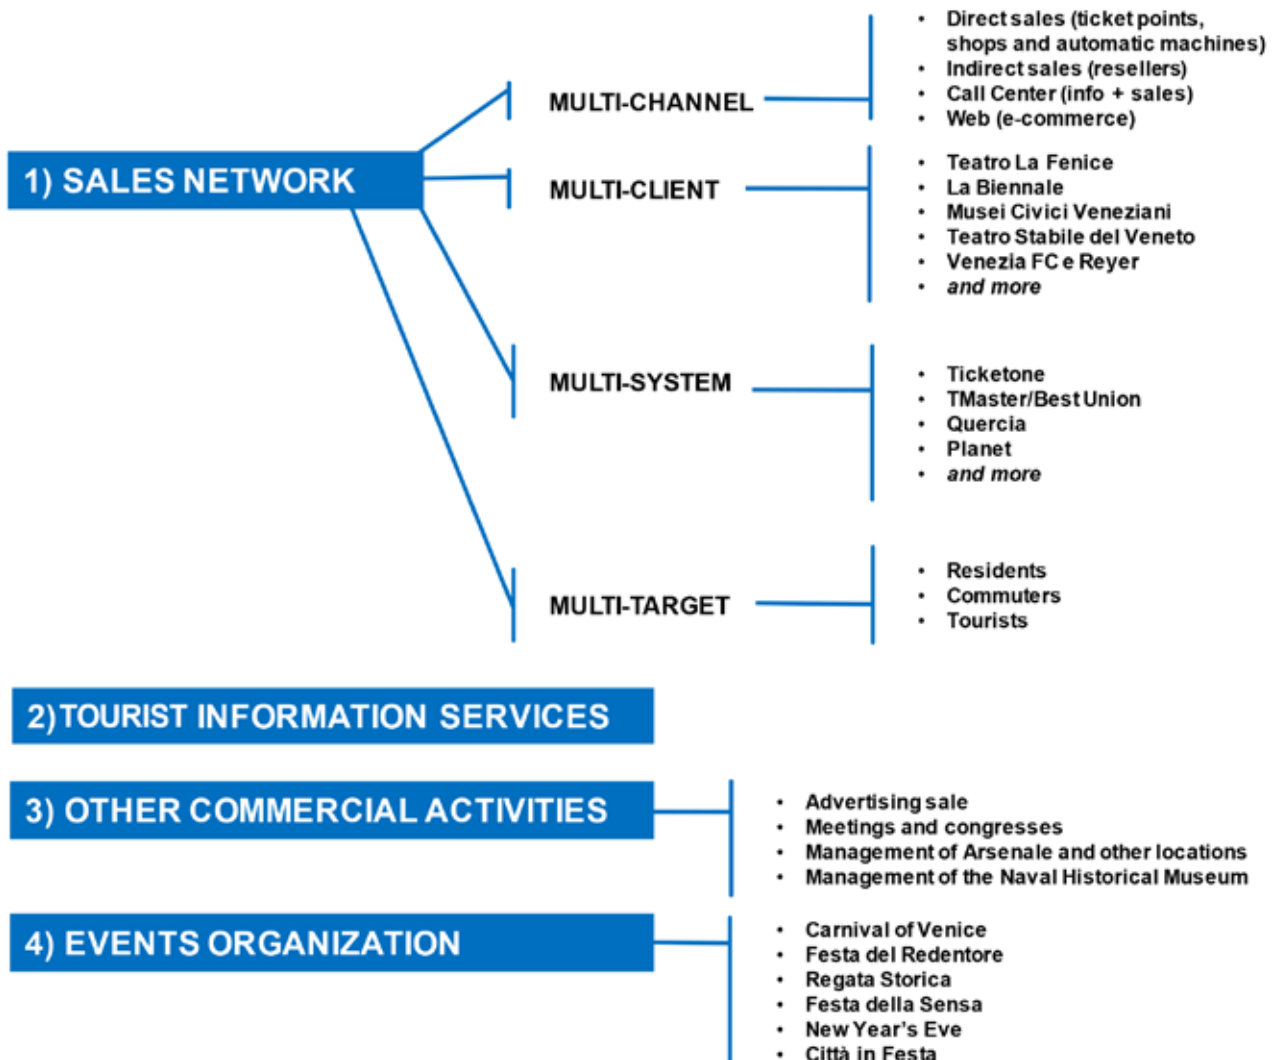 1) SALES NETWORK
MULTI-CHANNEL
• Direct sales (ticket points,
shops and automatic machines)
• Indirect sales (resellers)
• Call Center (info + sales)
• Web (e-commerce)
MULTI-CLIENT
• Teatro La Fenice
• La Biennale
• Musei Civici Veneziani
• Teatro Stabile del Veneto
• Venezia FC e Reyer
• and more
MULTI-SYSTEM
• Ticketone
• TMaster/Best Union
• Quercia
• Planet
• and more
MULTI-TARGET
• Residents
• Commuters
• Tourists
2) TOURIST INFORMATION SERVICES
3) OTHER COMMERCIAL ACTIVITIES
• Advertising sale
• Meetings and congresses
• Management of Arsenale and other locations
• Management of the Naval Historical Museum
4) EVENTS ORGANIZATION
• Carnival of Venice
• Festa del Redentore
• Regata Storica
• Festa della Sensa
• New Year's Eve
• Città in Festa